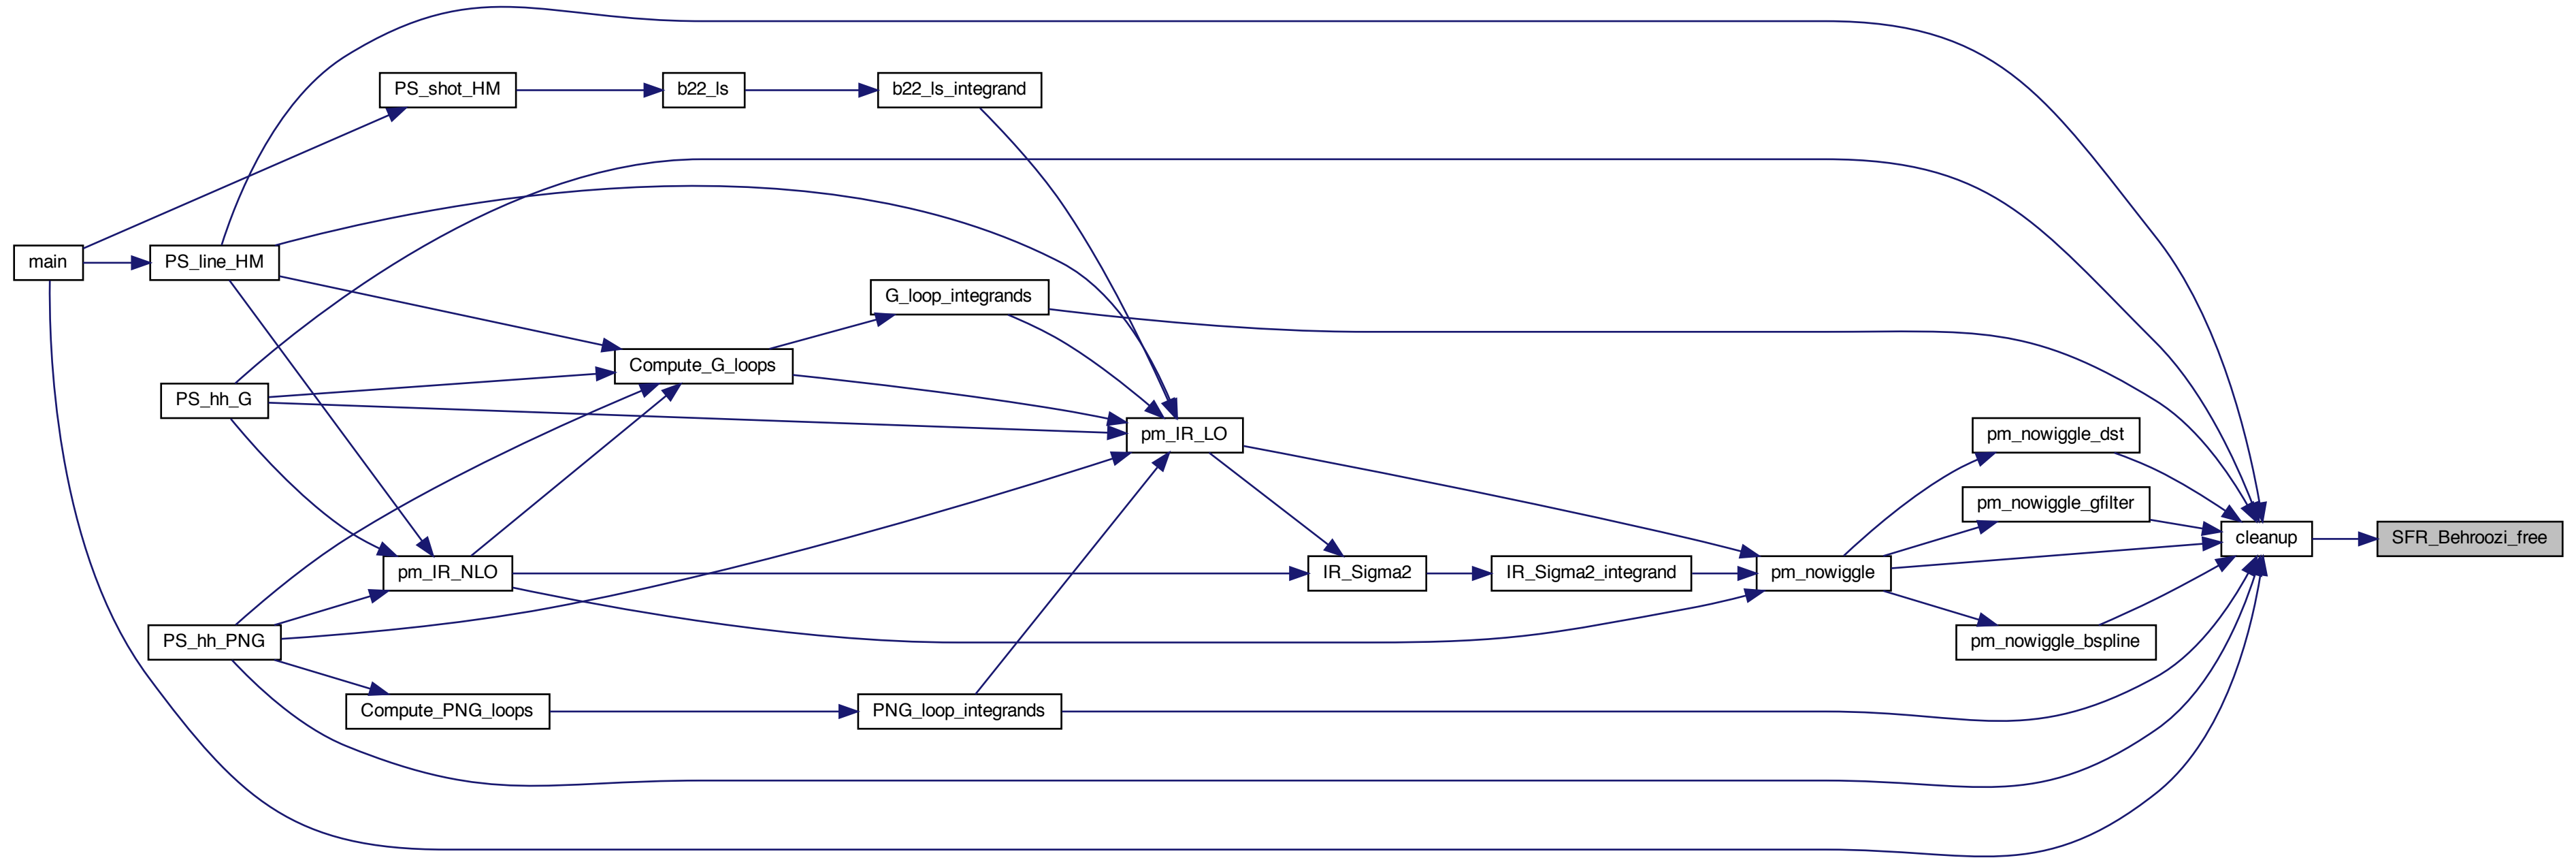 PS_shot_HM
b22_ls
b22_ls_integrand
main
PS_line_HM
G_loop_integrands
Compute_G_loops
PS_hh_G
pm_IR_LO
pm_nowiggle_dst
pm_nowiggle_gfilter
cleanup
SFR_Behroozi_free
pm_IR_NLO
IR_Sigma2
IR_Sigma2_integrand
pm_nowiggle
PS_hh_PNG
pm_nowiggle_bspline
Compute_PNG_loops
PNG_loop_integrands